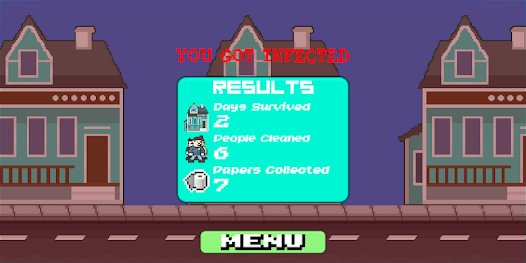 YOU GOT INFECTED
RESULTS
Days Survived
2
People Cleaned
6
Papers Collected
7
MENU